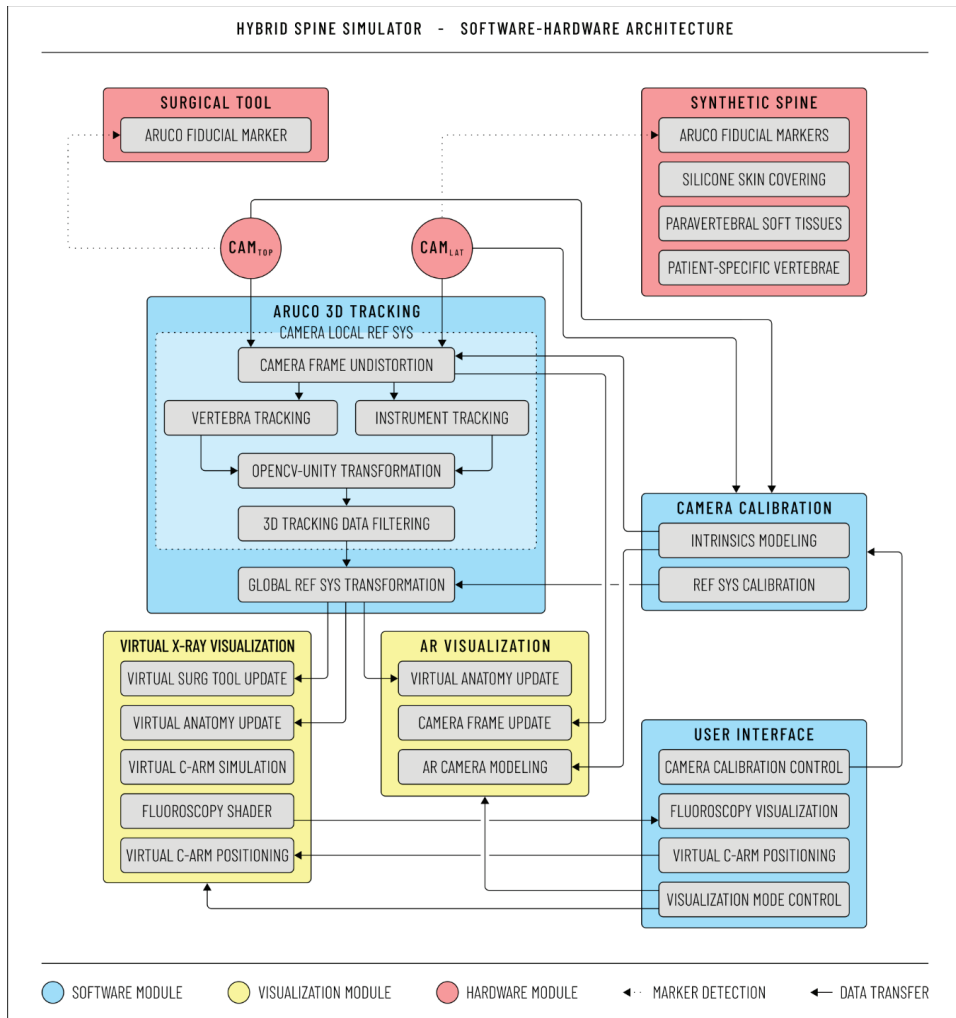 HYBRID SPINE SIMULATOR - SOFTWARE-HARDWARE ARCHITECTURE
SURGICAL TOOL
ARUCO FIDUCIAL MARKER
SYNTHETIC SPINE
ARUCO FIDUCIAL MARKERS
SILICONE SKIN COVERING
PARAVERTEBRAL SOFT TISSUES
PATIENT-SPECIFIC VERTEBRAE
CAM TOP
CAM LAT
ARUCO 3D TRACKING
CAMERA LOCAL REF SYS
CAMERA FRAME UNDISTORTION
VERTEBRA TRACKING
INSTRUMENT TRACKING
OPENCV-UNITY TRANSFORMATION
3D TRACKING DATA FILTERING
GLOBAL REF SYS TRANSFORMATION
CAMERA CALIBRATION
INTRINSICS MODELING
REF SYS CALIBRATION
VIRTUAL X-RAY VISUALIZATION
VIRTUAL SURG TOOL UPDATE
VIRTUAL ANATOMY UPDATE
VIRTUAL C-ARM SIMULATION
FLUOROSCOPY SHADER
VIRTUAL C-ARM POSITIONING
AR VISUALIZATION
VIRTUAL ANATOMY UPDATE
CAMERA FRAME UPDATE
AR CAMERA MODELING
USER INTERFACE
CAMERA CALIBRATION CONTROL
FLUOROSCOPY VISUALIZATION
VIRTUAL C-ARM POSITIONING
VISUALIZATION MODE CONTROL
SOFTWARE MODULE
VISUALIZATION MODULE
HARDWARE MODULE
MARKER DETECTION
DATA TRANSFER